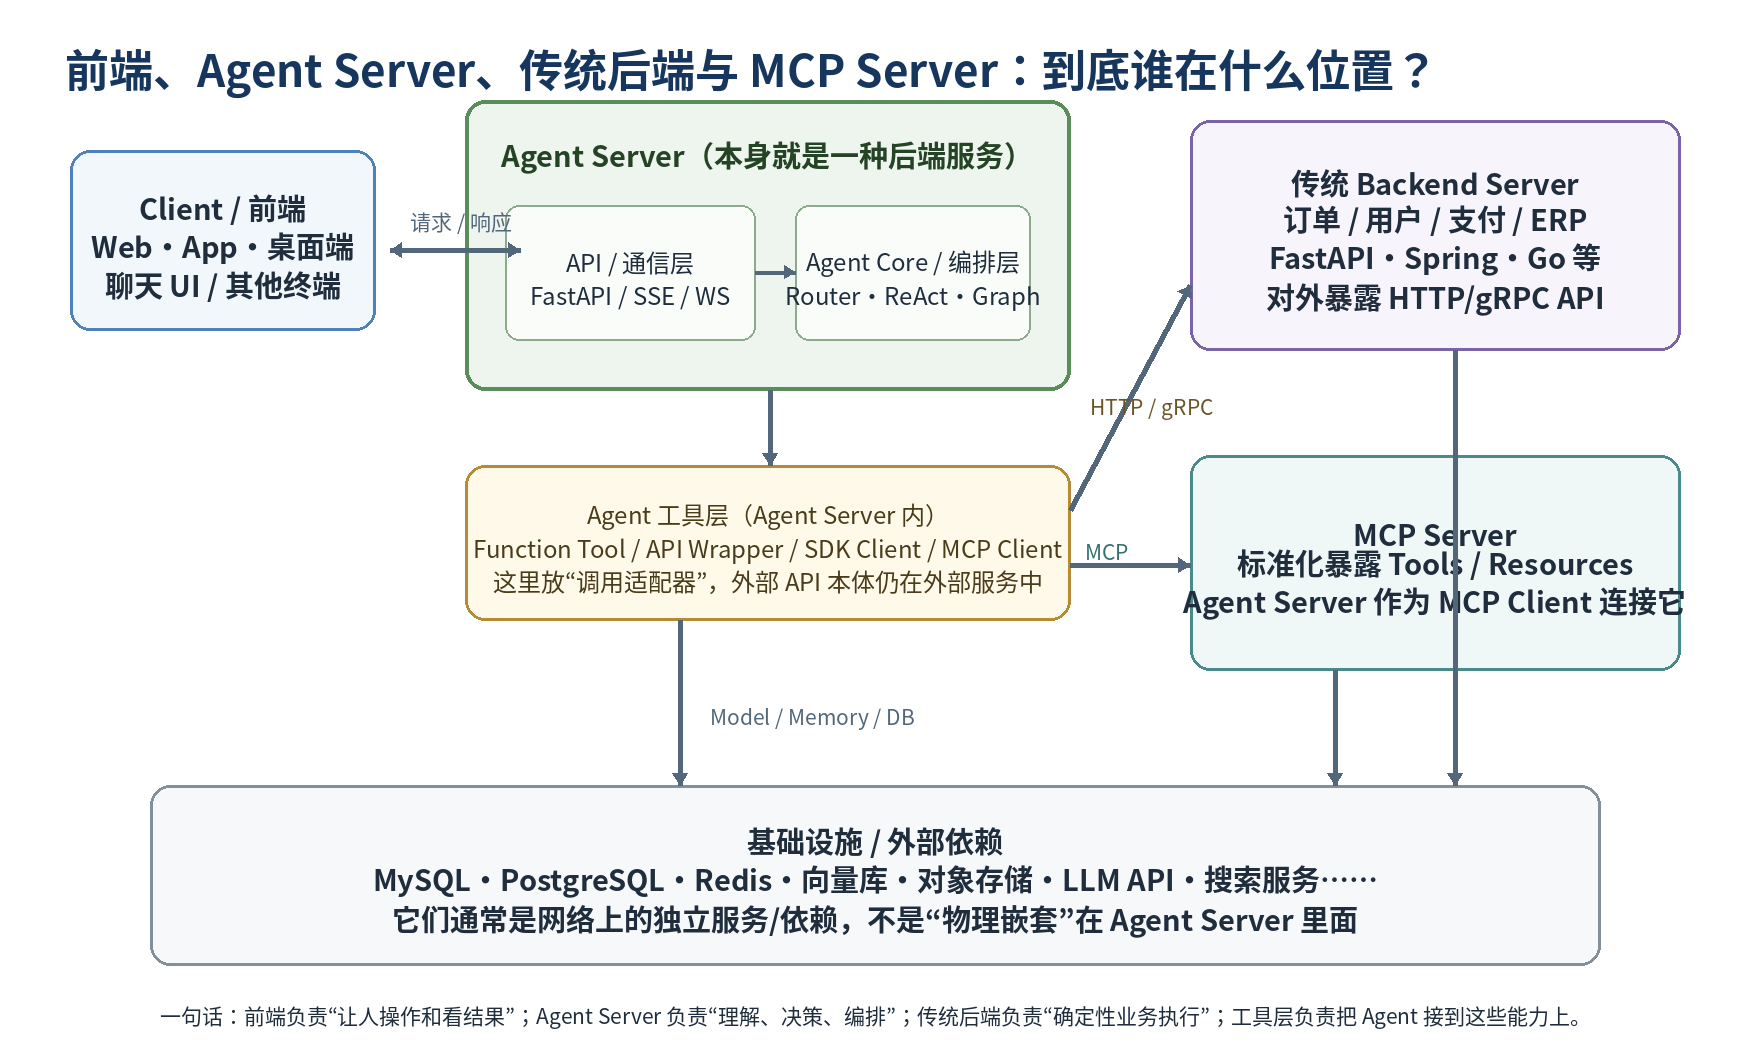 前端、Agent Server、传统后端与 MCP Server：到底谁在什么位置？
Client / 前端
Web・App・桌面端
聊天 UI / 其他终端
请求 / 响应
Agent Server（本身就是一种后端服务）
API / 通信层
FastAPI / SSE / WS
Agent Core / 编排层
Router・ReAct・Graph
传统 Backend Server
订单 / 用户 / 支付 / ERP
FastAPI・Spring・Go 等
对外暴露 HTTP/gRPC API
HTTP / gRPC
Agent 工具层（Agent Server 内）
Function Tool / API Wrapper / SDK Client / MCP Client
这里放“调用适配器”，外部 API 本体仍在外部服务中
MCP
MCP Server
标准化暴露 Tools / Resources
Agent Server 作为 MCP Client 连接它
Model / Memory / DB
基础设施 / 外部依赖
MySQL・PostgreSQL・Redis・向量库・对象存储・LLM API・搜索服务……
它们通常是网络上的独立服务/依赖，不是“物理嵌套”在 Agent Server 里面
一句话：前端负责“让人操作和看结果”；Agent Server 负责“理解、决策、编排”；传统后端负责“确定性业务执行”；工具层负责把 Agent 接到这些能力上。